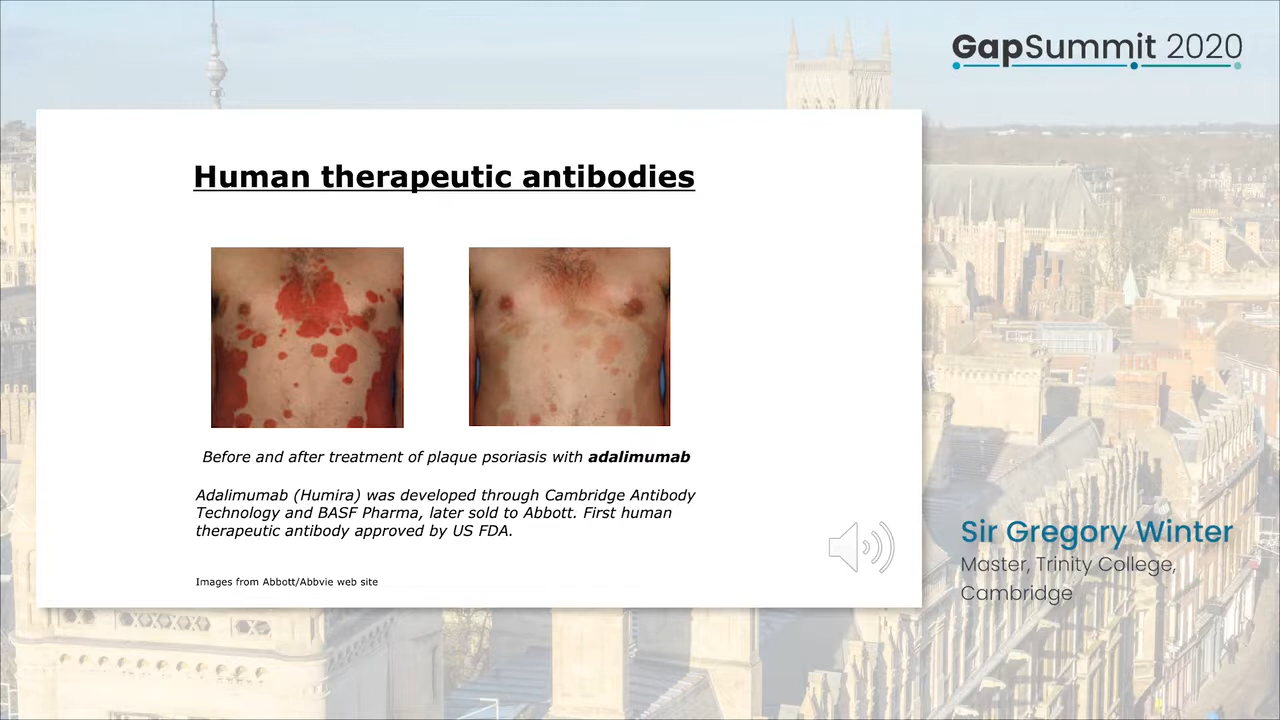 GapSummit 2020
Human therapeutic antibodies
Before and after treatment of plaque psoriasis with adalimumab
Adalimumab (Humira) was developed through Cambridge Antibody
Technology and BASF Pharma, later sold to Abbott. First human
therapeutic antibody approved by US FDA.
Images from Abbott/Abbvie web site
Sir Gregory Winter
Master, Trinity College,
Cambridge